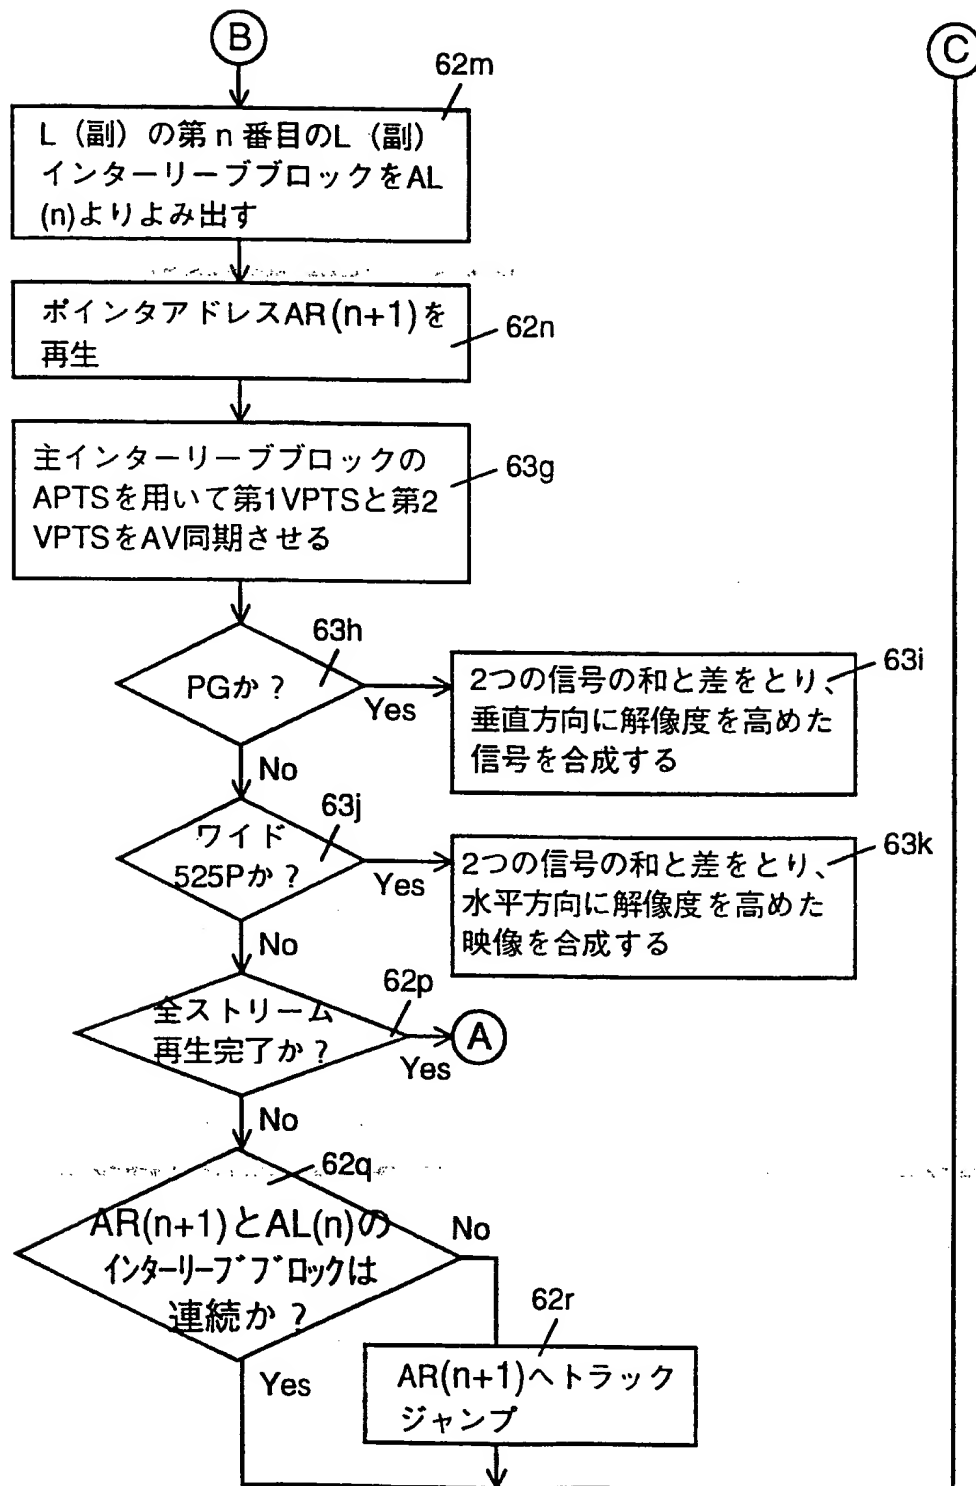 B
C
62m
L（副）の第n番目のL（副）
インターリーブブロックをAL
(n)よりよみ出す
ポインタアドレスAR(n+1)を
再生
62n
主インターリーブブロックの
APTSを用いて第1VPTSと第2
VPTSをAV同期させる
63g
PGか？
63h
Yes
2つの信号の和と差をとり、
垂直方向に解像度を高めた
信号を合成する
63i
No
ワイド
525Pか？
63j
Yes
2つの信号の和と差をとり、
水平方向に解像度を高めた
映像を合成する
63k
No
全ストリーム
再生完了か？
62p
Yes
A
No
62q
AR(n+1)とAL(n)の
インターリーブブロックは
連続か？
No
Yes
62r
AR(n+1)へトラック
ジャンプ